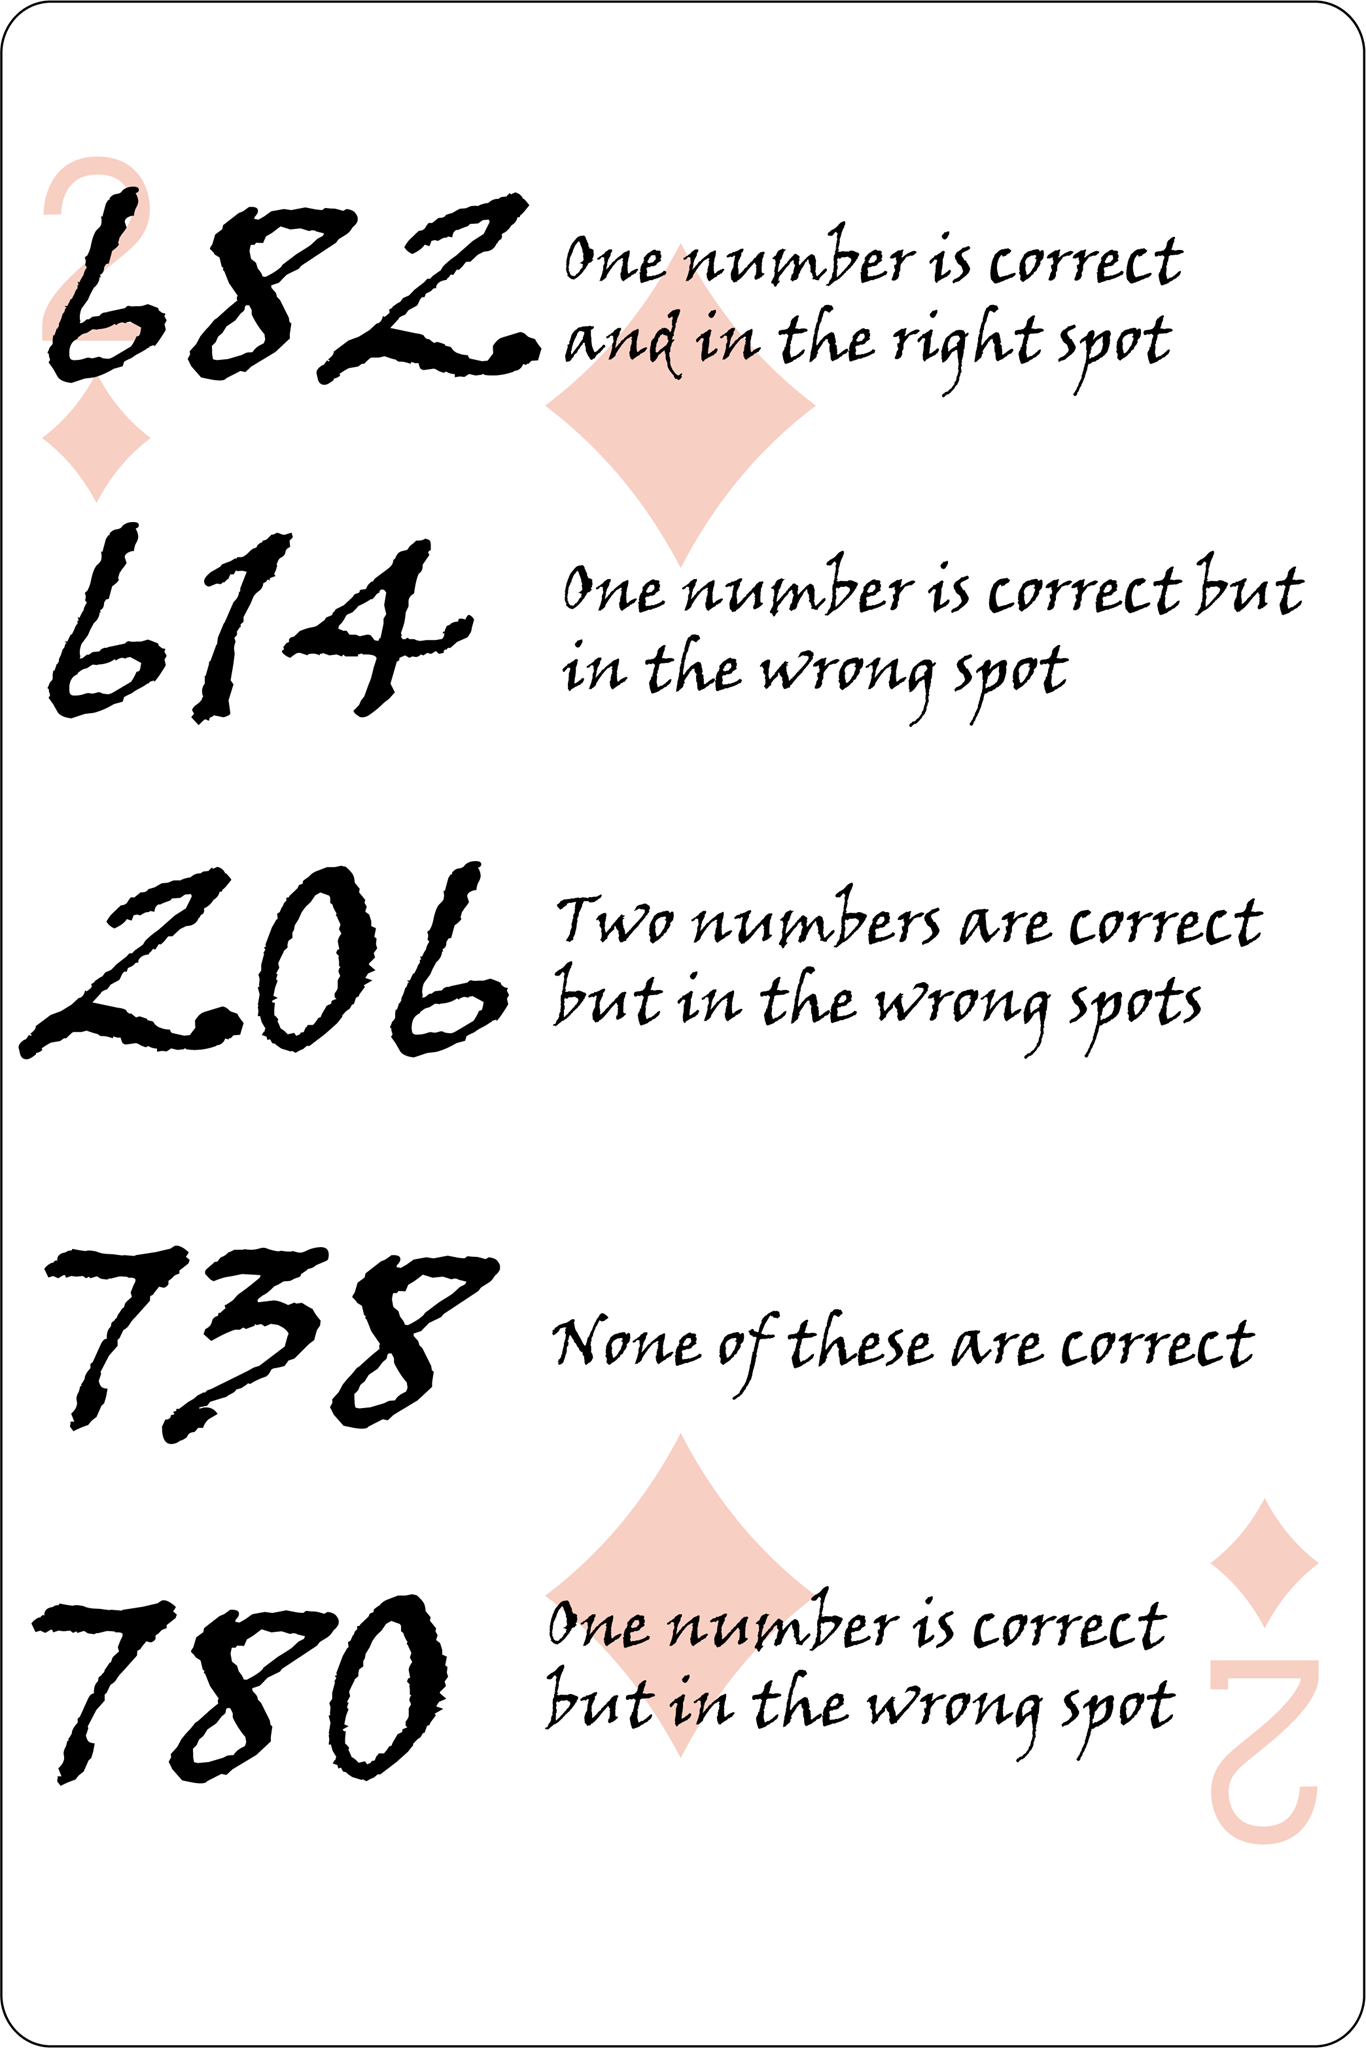 2
682 One number is correct
and in the right spot
614 One number is correct but
in the wrong spot
206 Two numbers are correct
but in the wrong spots
738 None of these are correct
780 One number is correct
but in the wrong spot
2